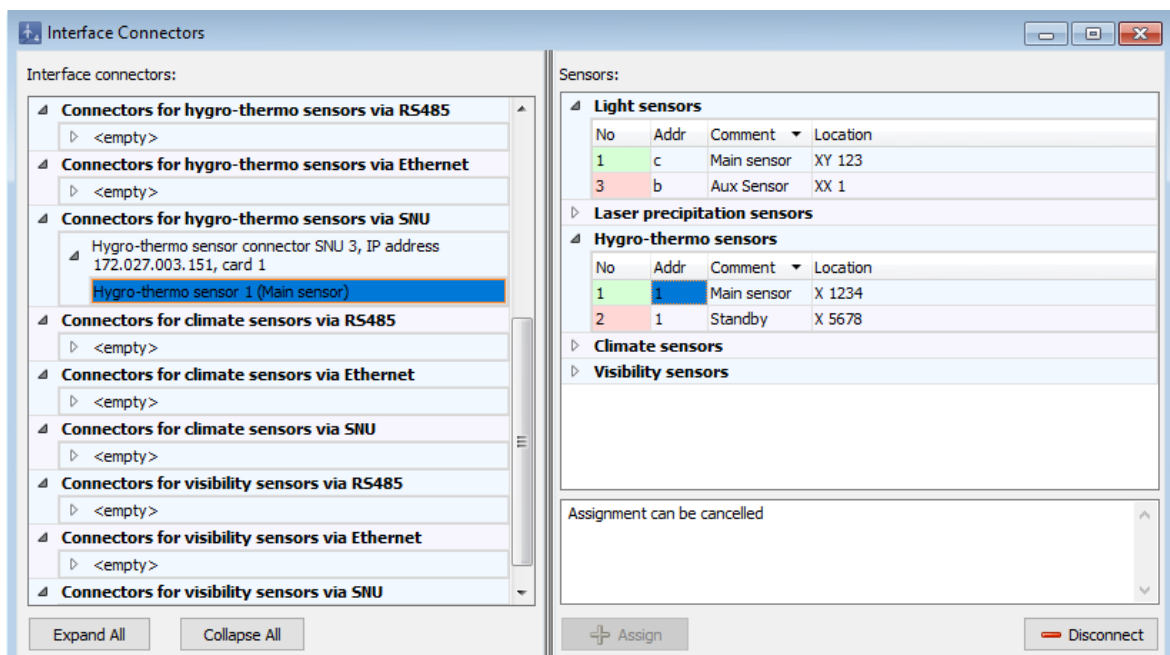 Interface Connectors
Interface connectors:
Connectors for hygro-thermo sensors via RS485
<empty>
Connectors for hygro-thermo sensors via Ethernet
<empty>
Connectors for hygro-thermo sensors via SNU
Hygro-thermo sensor connector SNU 3, IP address
172.027.003.151, card 1
Hygro-thermo sensor 1 (Main sensor)
Connectors for climate sensors via RS485
<empty>
Connectors for climate sensors via Ethernet
<empty>
Connectors for climate sensors via SNU
<empty>
Connectors for visibility sensors via RS485
<empty>
Connectors for visibility sensors via Ethernet
<empty>
Connectors for visibility sensors via SNU
Expand All Collapse All
Sensors:
Light sensors
No Addr Comment Location
1 c Main sensor XY 123
3 b Aux Sensor XX 1
Laser precipitation sensors
Hygro-thermo sensors
No Addr Comment Location
1 1 Main sensor X 1234
2 1 Standby X 5678
Climate sensors
Visibility sensors
Assignment can be cancelled
Assign Disconnect